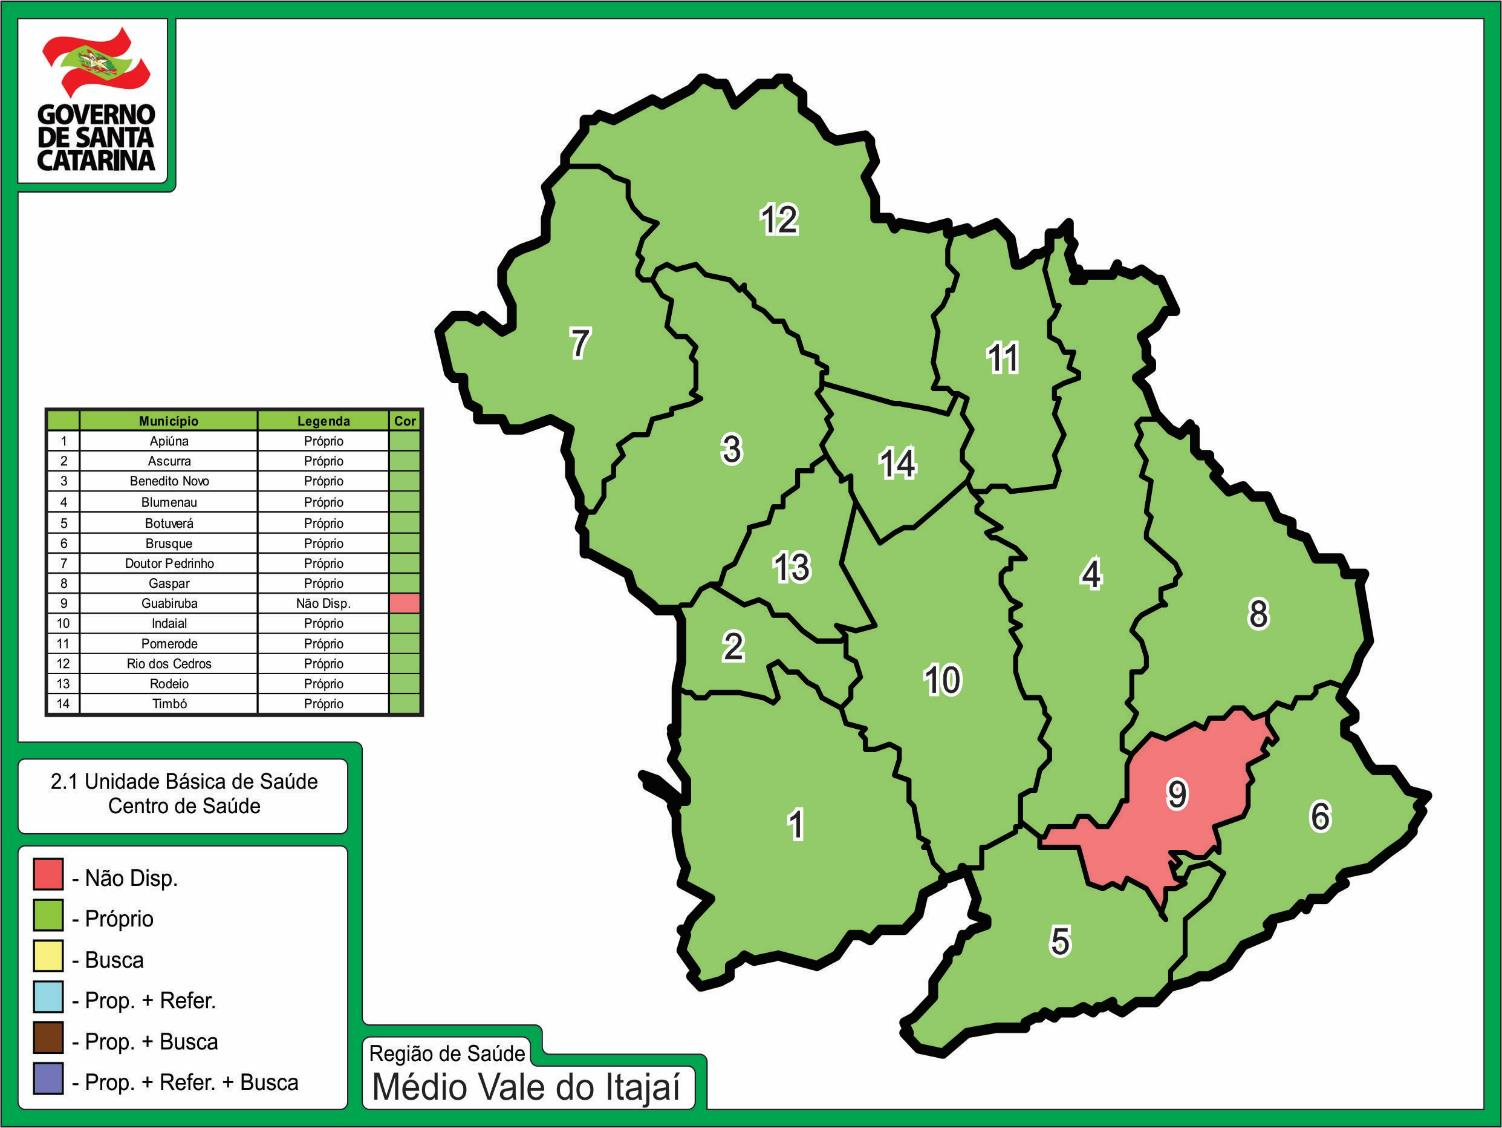 GOVERNO
DE SANTA
CATARINA
12
7
11
3
14
13
4
8
2
10
9
1
6
5
Município Legenda Cor
1 Apiúna Próprio
2 Ascurra Próprio
3 Benedito Novo Próprio
4 Blumenau Próprio
5 Botuverá Próprio
6 Brusque Próprio
7 Doutor Pedrinho Próprio
8 Gaspar Próprio
9 Guabiruba Não Disp.
10 Indaial Próprio
11 Pomerode Próprio
12 Rio dos Cedros Próprio
13 Rodeio Próprio
14 Timbó Próprio
2.1 Unidade Básica de Saúde
Centro de Saúde
- Não Disp.
- Próprio
- Busca
- Prop. + Refer.
- Prop. + Busca
- Prop. + Refer. + Busca
Região de Saúde
Médio Vale do Itajaí